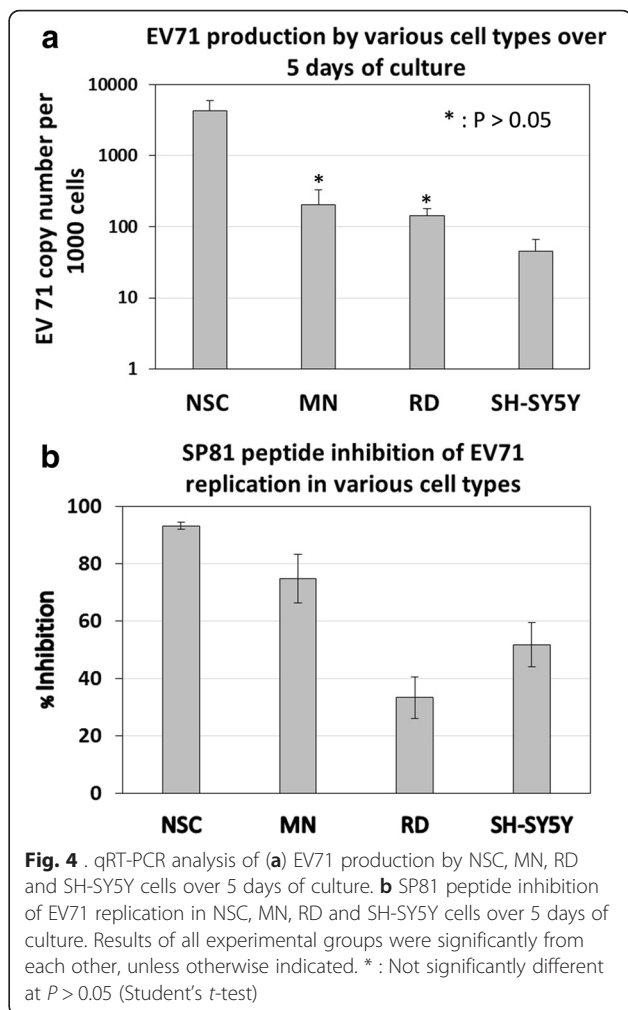 a
EV71 production by various cell types over
5 days of culture
EV 71 copy number per
1000 cells
10000
1000
100
10
1
* : P > 0.05
*
*
NSC MN RD SH-SY5Y
b
SP81 peptide inhibition of EV71
replication in various cell types
% Inhibition
100
80
60
40
20
0
NSC MN RD SH-SY5Y
Fig. 4 . qRT-PCR analysis of (a) EV71 production by NSC, MN, RD
and SH-SY5Y cells over 5 days of culture. b SP81 peptide inhibition
of EV71 replication in NSC, MN, RD and SH-SY5Y cells over 5 days of
culture. Results of all experimental groups were significantly from
each other, unless otherwise indicated. * : Not significantly different
at P > 0.05 (Student's t-test)